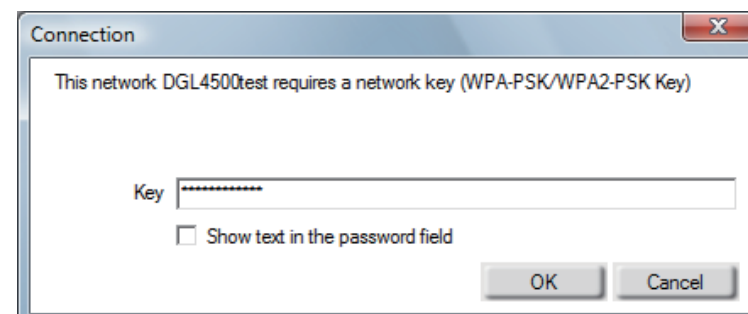 Connection
This network DGL4500test requires a network key (WPA-PSK/WPA2-PSK Key)
Key ************
Show text in the password field
OK Cancel